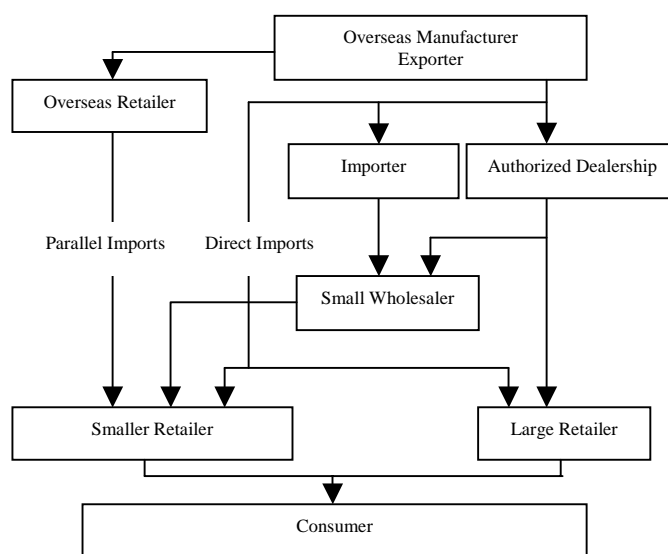 Overseas Manufacturer
Exporter
Overseas Retailer
Importer
Authorized Dealership
Parallel Imports
Direct Imports
Small Wholesaler
Smaller Retailer
Large Retailer
Consumer